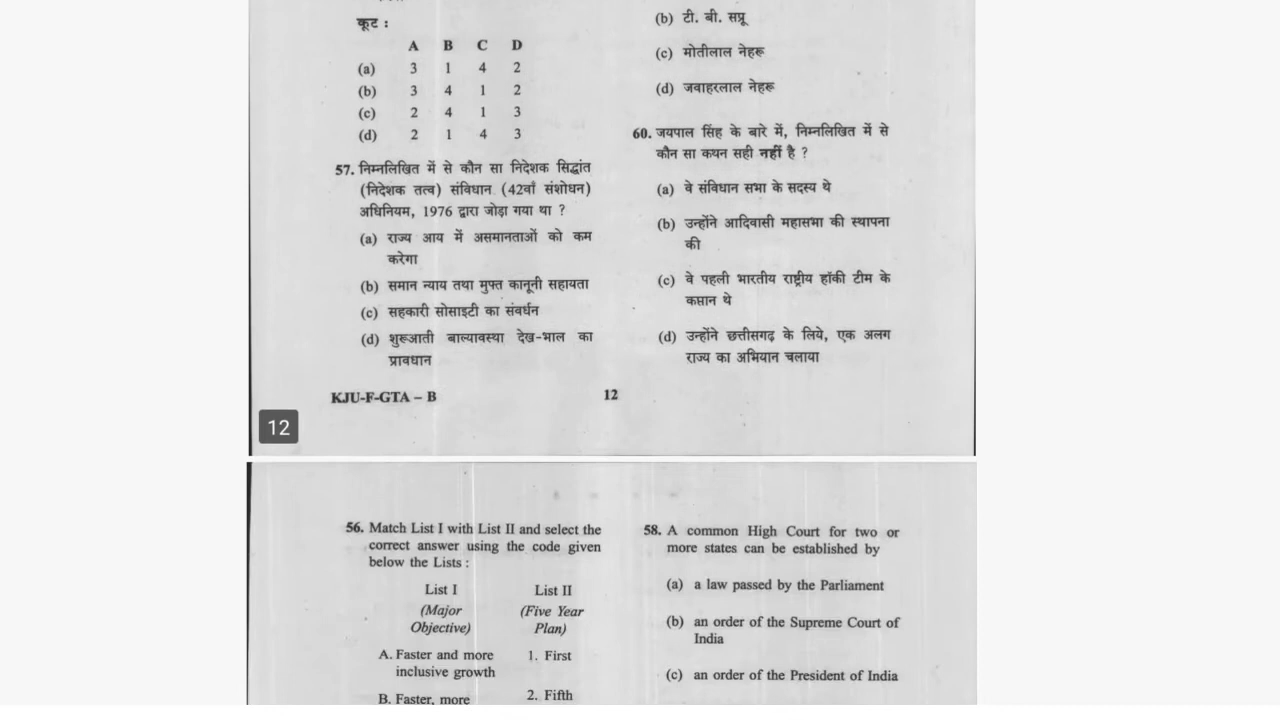 कूट :
A B C D
(a) 3 1 4 2
(b) 3 4 1 2
(c) 2 4 1 3
(d) 2 1 4 3
57. निम्नलिखित में से कौन सा निदेशक सिद्धांत
(निदेशक तत्व) संविधान (42वाँ संशोधन)
अधिनियम, 1976 द्वारा जोड़ा गया था ?
(a) राज्य आय में असमानताओं को कम
करेगा
(b) समान न्याय तथा मुफ्त कानूनी सहायता
(c) सहकारी सोसाइटी का संवर्धन
(d) शुरूआती बाल्यावस्था देख-भाल का
प्रावधान
(b) टी. बी. सप्रू
(c) मोतीलाल नेहरू
(d) जवाहरलाल नेहरू
60. जयपाल सिंह के बारे में, निम्नलिखित में से
कौन सा कथन सही नहीं है ?
(a) वे संविधान सभा के सदस्य थे
(b) उन्होंने आदिवासी महासभा की स्थापना
की
(c) वे पहली भारतीय राष्ट्रीय हॉकी टीम के
कप्तान थे
(d) उन्होंने छत्तीसगढ़ के लिये, एक अलग
राज्य का अभियान चलाया
KJU-F-GTA – B
12
12
56. Match List I with List II and select the
correct answer using the code given
below the Lists :
List I List II
(Major (Five Year
Objective) Plan)
A. Faster and more 1. First
inclusive growth
B. Faster, more 2. Fifth
58. A common High Court for two or
more states can be established by
(a) a law passed by the Parliament
(b) an order of the Supreme Court of
India
(c) an order of the President of India